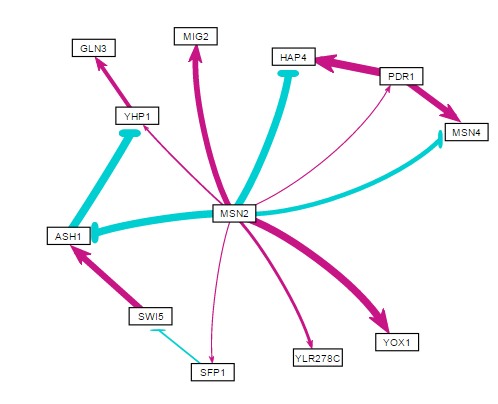 MIG2
GLN3
HAP4
PDR1
YHP1
MSN4
MSN2
ASH1
SWI5
YOX1
YLR278C
SFP1